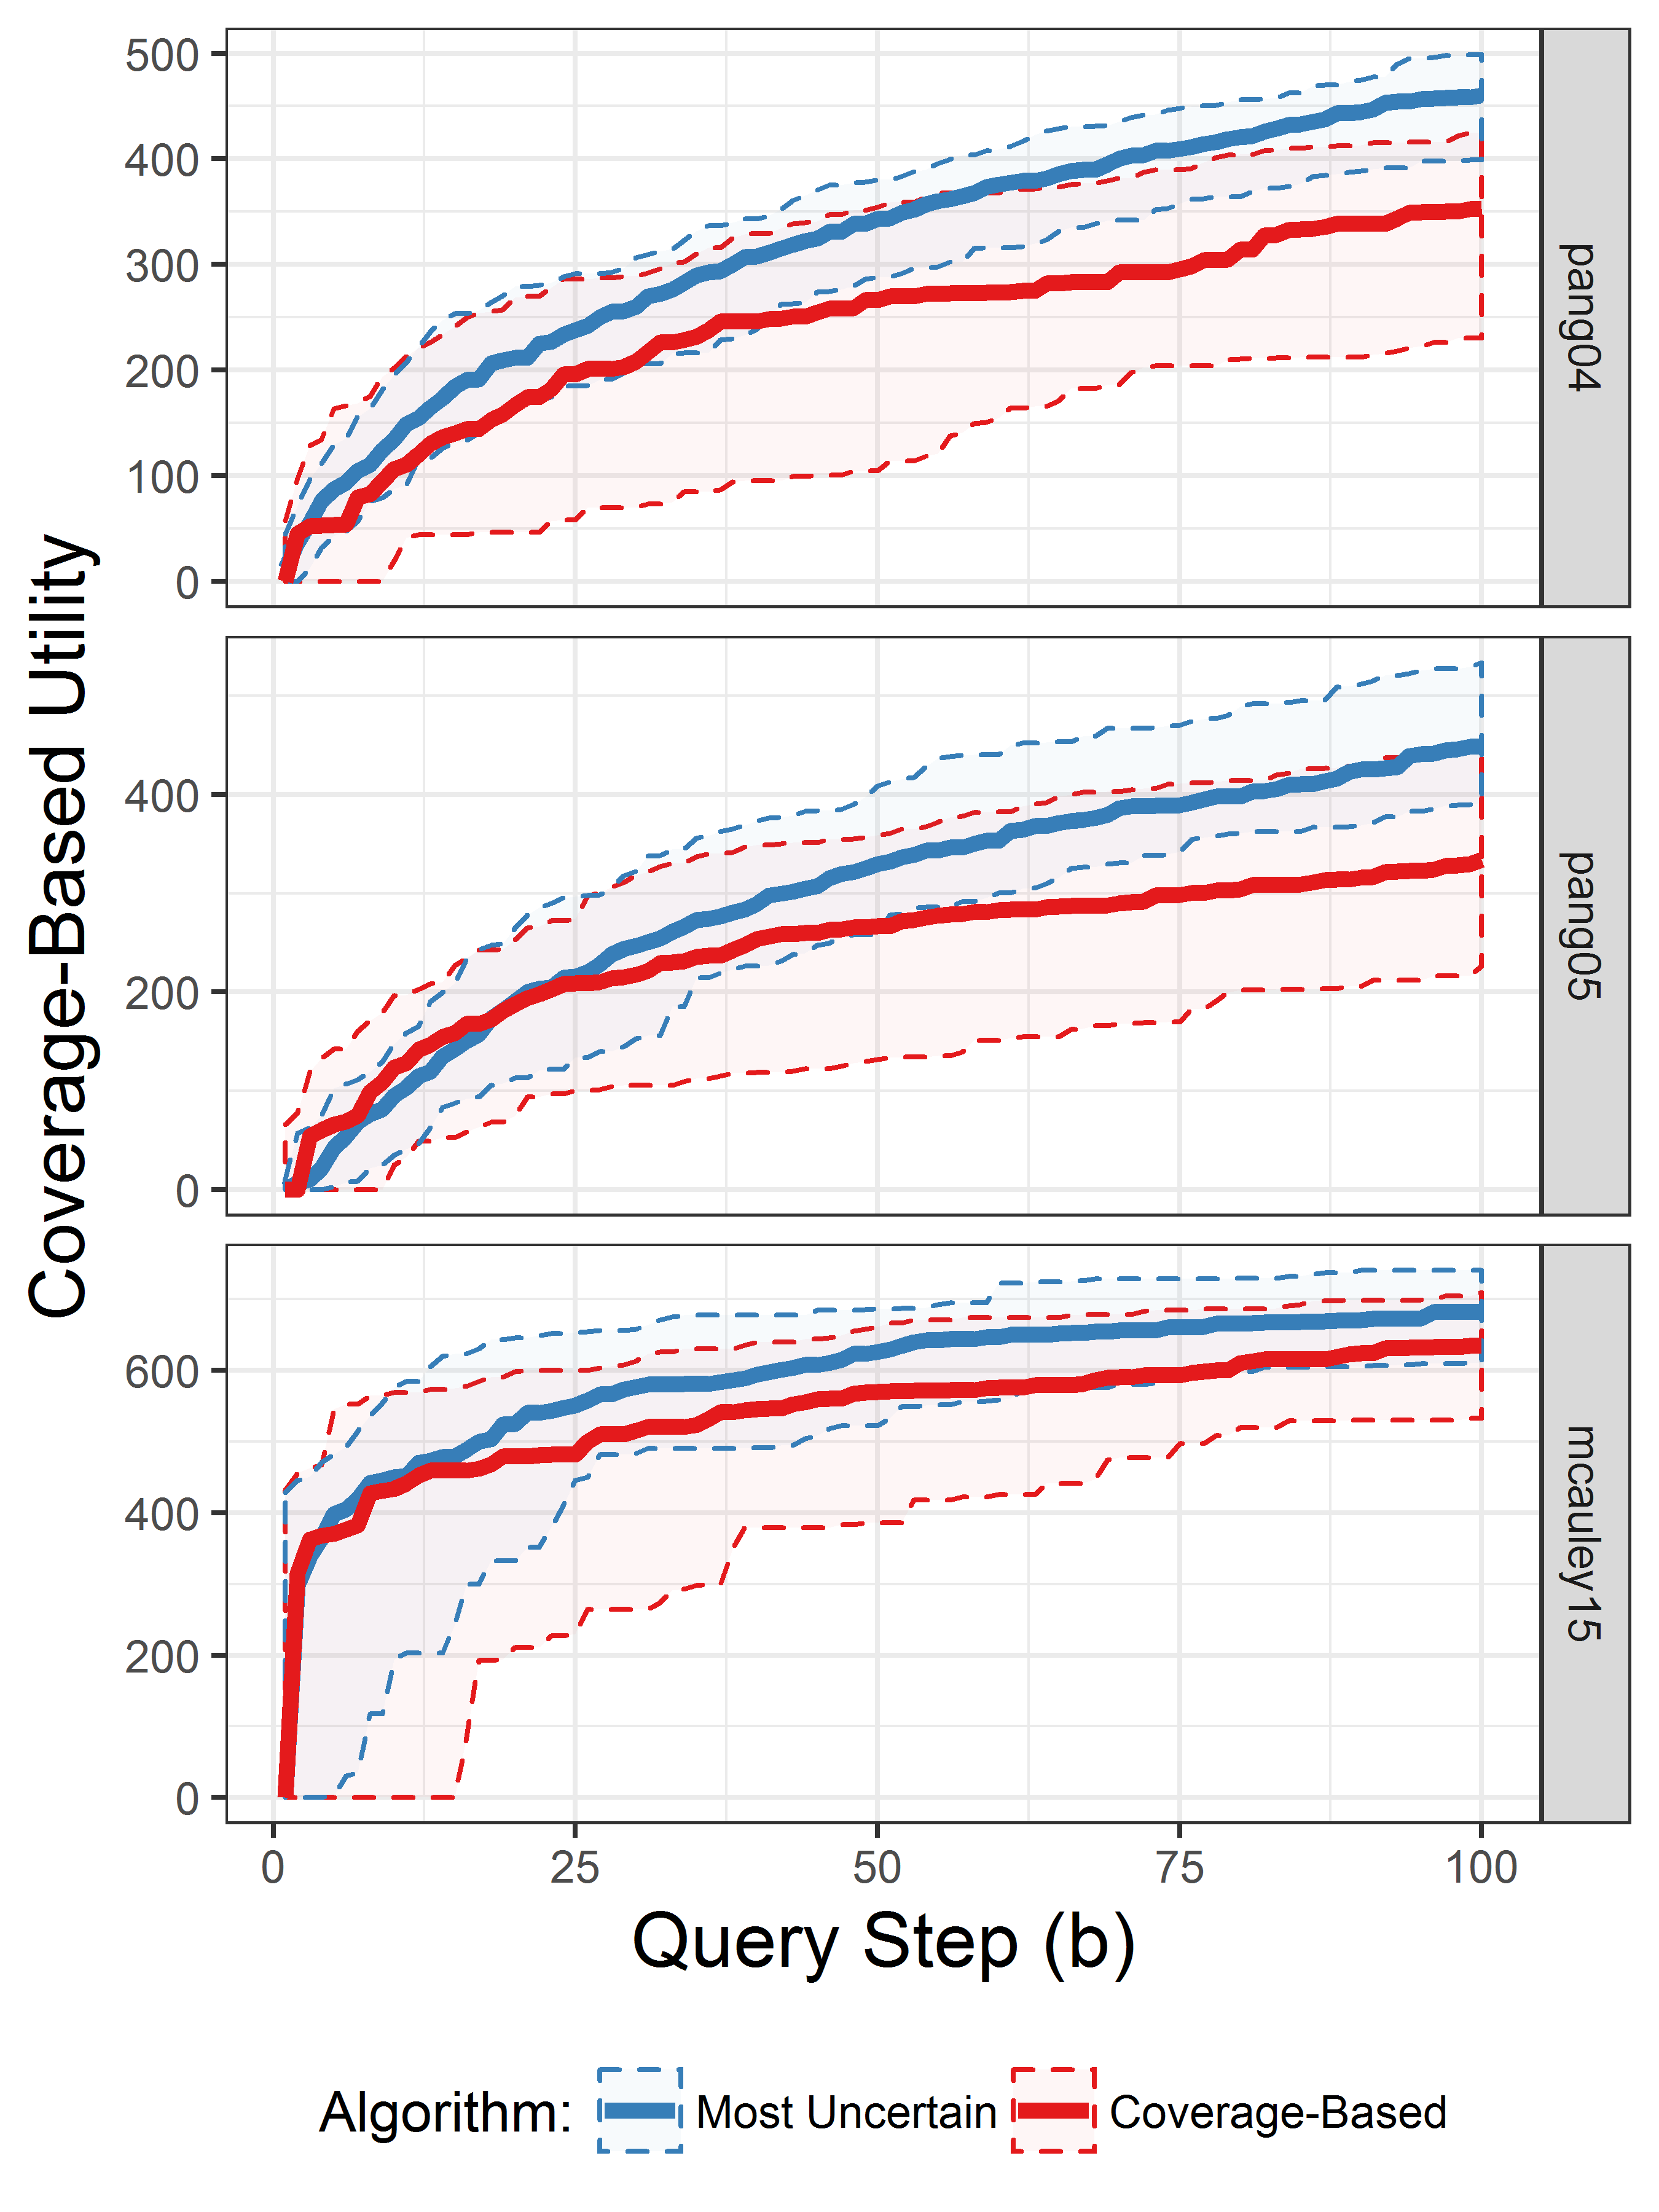 Coverage-Based Utility
500
400
300
200
100
0
pang04
400
200
0
pang05
600
400
200
0
mcauley15
0 25 50 75 100
Query Step (b)
Algorithm: Most Uncertain Coverage-Based